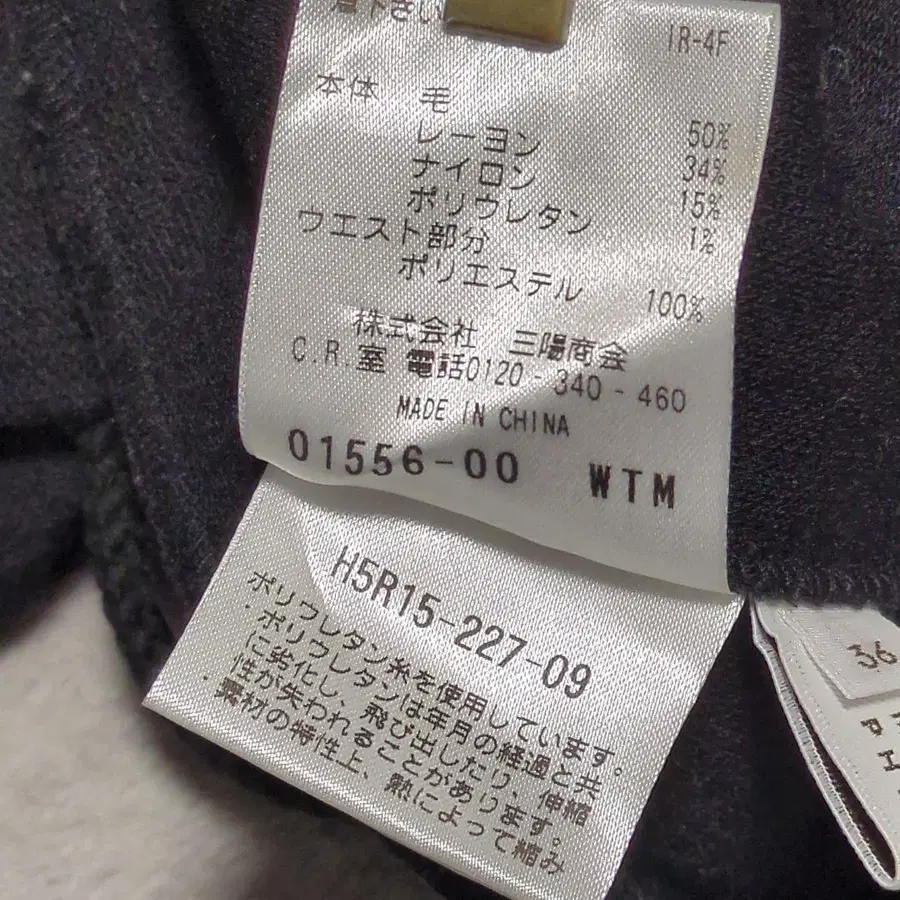 下さい
IR-4F
本体 毛 50%
レーヨン 34%
ナイロン 15%
ポリウレタン 1%
ウエスト部分
ポリエステル 100%
株式会社 三陽商会
C.R.室 電話0120-340-460
MADE IN CHINA
01556-00 WTM
H5R15-227-09
ポリウレタン糸を使用しています。
・ポリウレタンは年月の経過と共
に劣化し、飛び出したり、伸縮
性が失われることがあります。
・素材の特性上、熱によって縮み
36
P
H